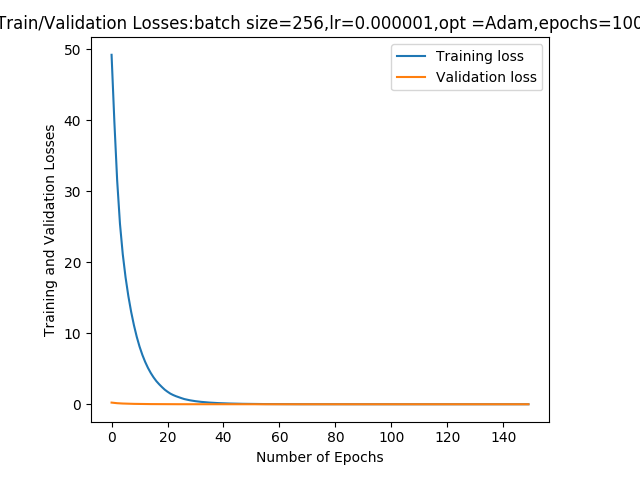 Train/Validation Losses:batch size=256,lr=0.000001,opt =Adam,epochs=100
Training loss
Validation loss
50
40
30
20
10
0
Training and Validation Losses
0 20 40 60 80 100 120 140
Number of Epochs